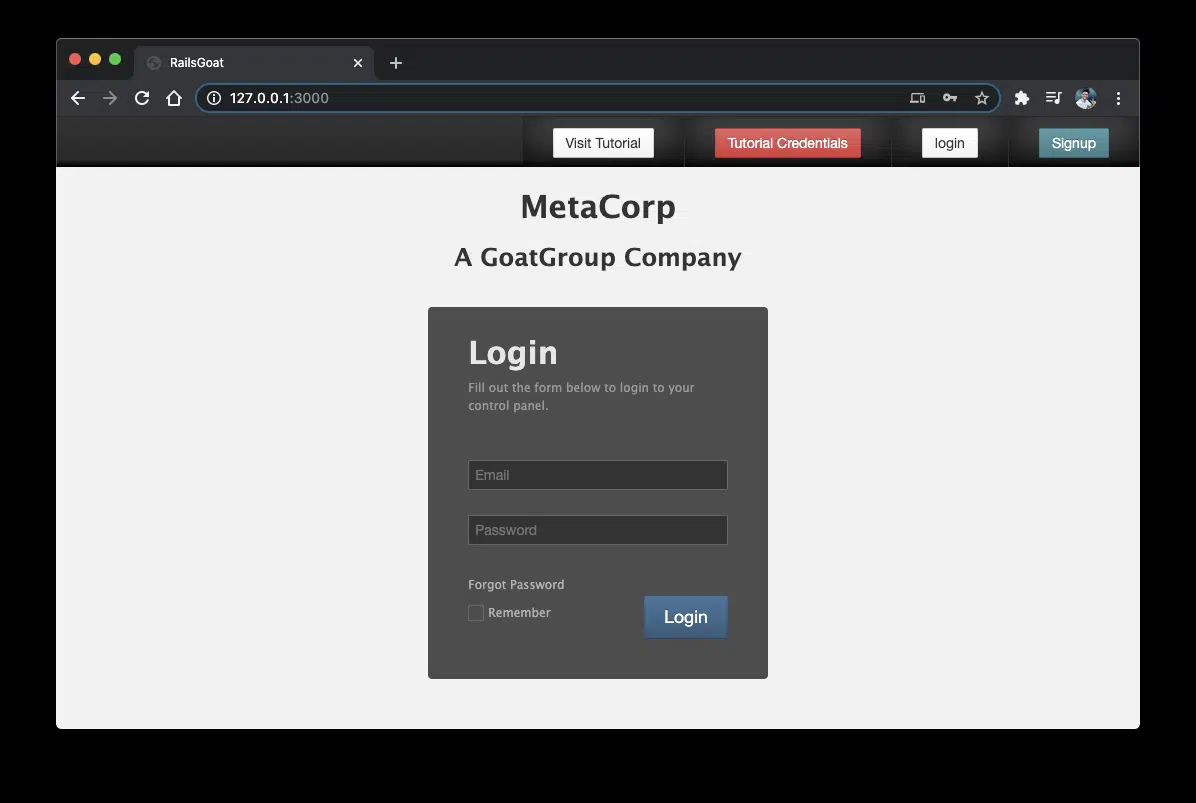 RailsGoat
127.0.0.1:3000
Visit Tutorial
Tutorial Credentials
login
Signup
MetaCorp
A GoatGroup Company
Login
Fill out the form below to login to your
control panel.
Email
Password
Forgot Password
Remember
Login